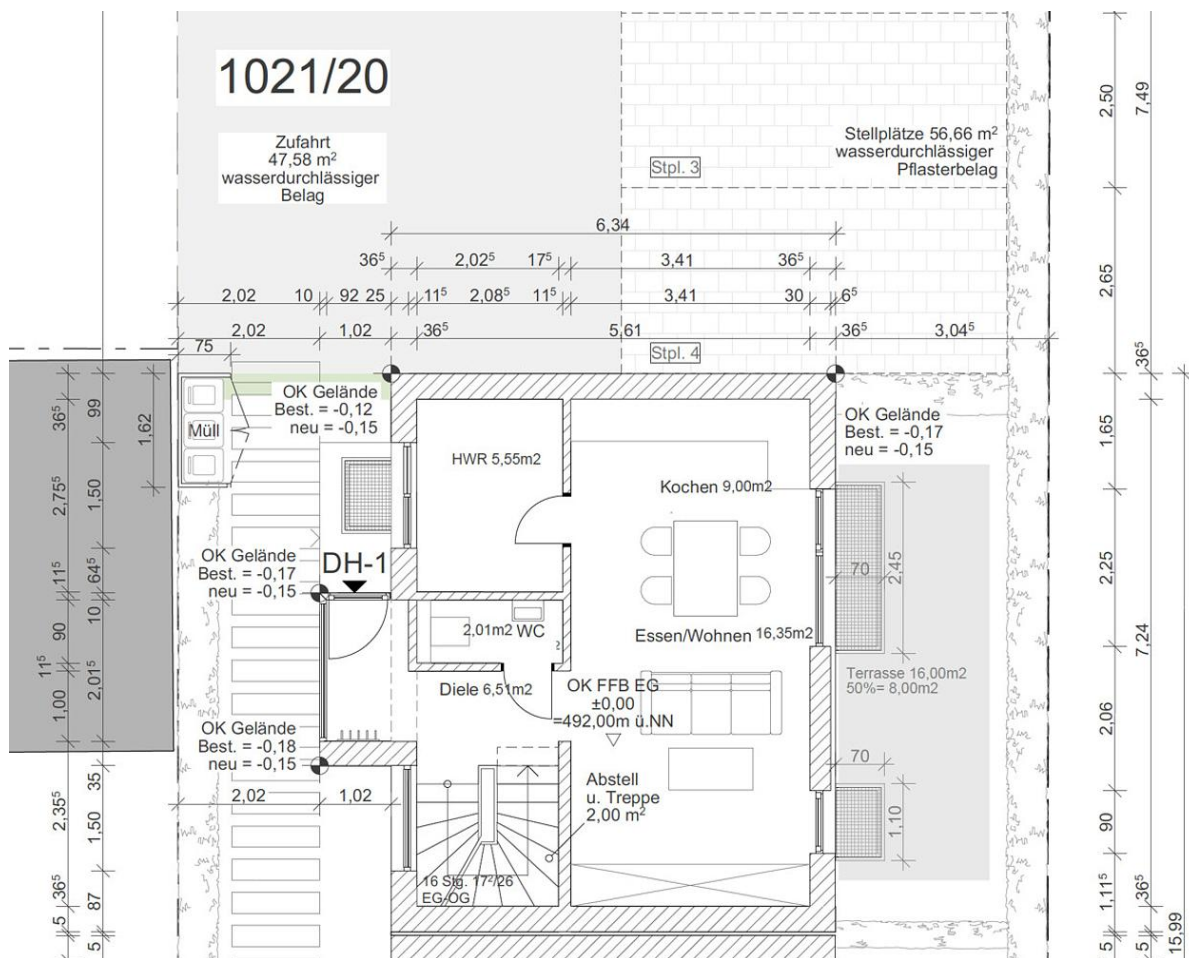 1021/20
Zufahrt
47,58 m²
wasserdurchlässiger
Belag
Stellplätze 56,66 m²
wasserdurchlässiger
Pflasterbelag
Stpl. 3
6,34
36⁵ 2,02⁵ 17⁵ 3,41 36⁵
2,02 10 92 25 11⁵ 2,08⁵ 11⁵ 3,41 30 6⁵
2,02 1,02 36⁵ 5,61 36⁵ 3,04⁵
75
Stpl. 4
OK Gelände
Best. = -0,12
neu = -0,15
Müll
1,62
HWR 5,55m2
Kochen 9,00m2
OK Gelände
Best. = -0,17
neu = -0,15
OK Gelände
Best. = -0,17
neu = -0,15
DH-1
70
2,45
2,01m2 WC
Essen/Wohnen 16,35m2
Diele 6,51m2
OK FFB EG
±0,00
=492,00m ü.NN
Terrasse 16,00m2
50%= 8,00m2
OK Gelände
Best. = -0,18
neu = -0,15
2,02 1,02
Abstell
u. Treppe
2,00 m²
70
1,10
16 Stg. 17²/26
EG-OG
36⁵
2,75⁵
11⁵
90
11⁵
1,00
2,35⁵
36⁵
5
99
1,50
64⁵
10
2,01⁵
35
1,50
87
5
2,50
2,65
1,65
2,25
2,06
90
1,11⁵
5
7,49
36⁵
7,24
36⁵
5
15,99